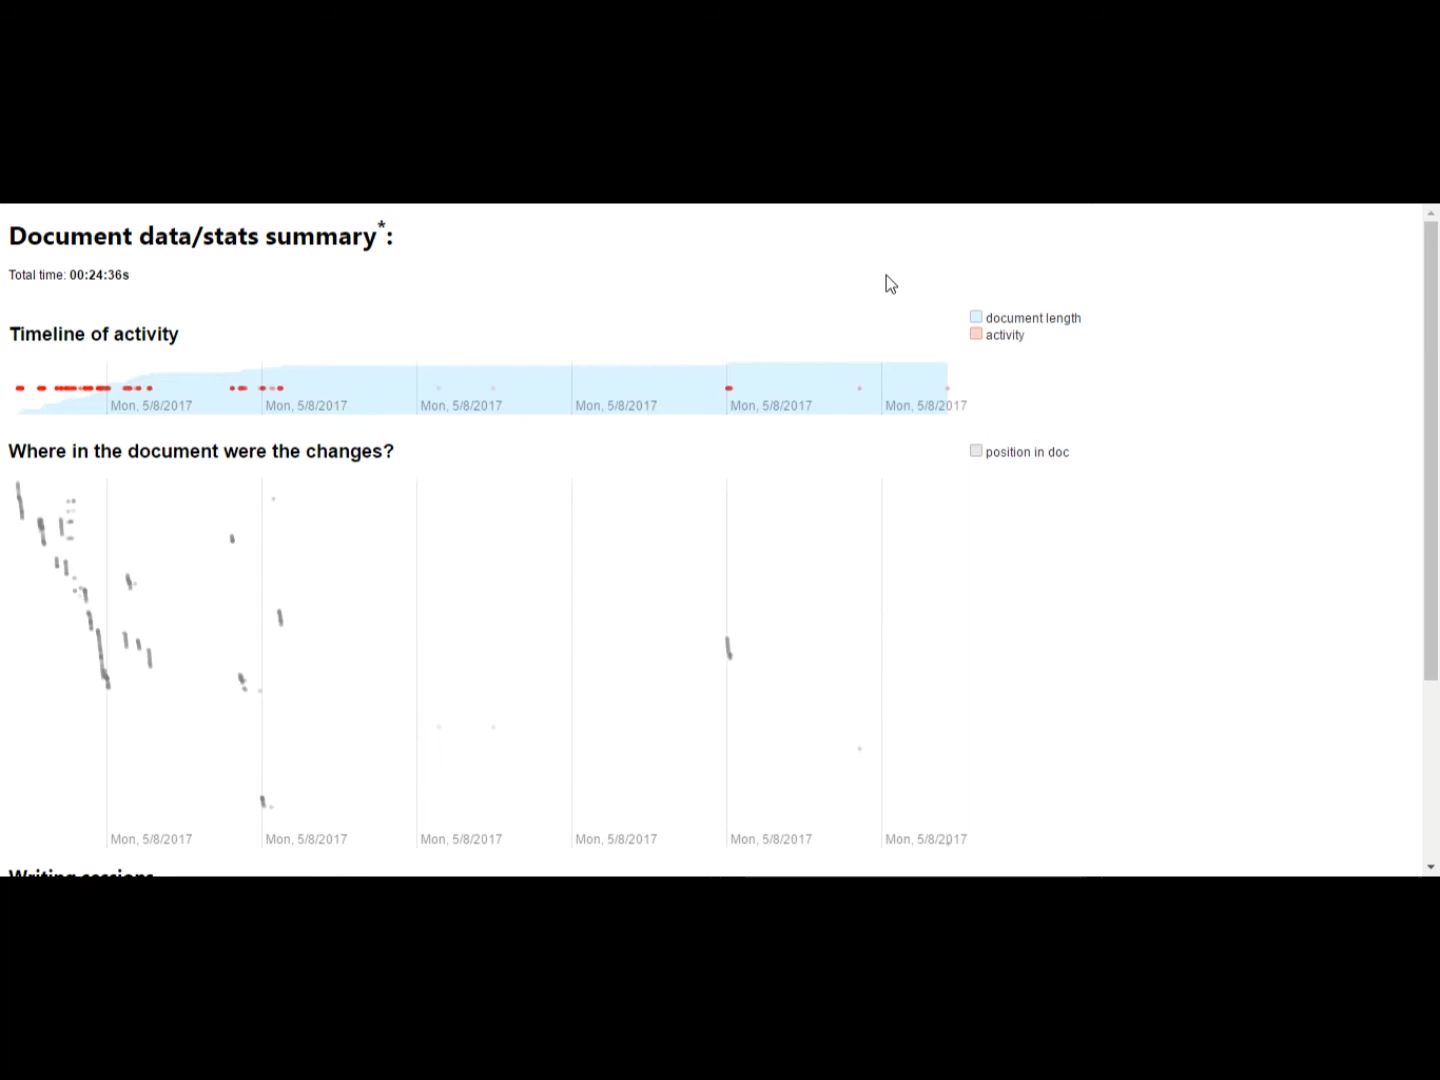 Document data/stats summary*:
Total time: 00:24:36s
document length
Timeline of activity
activity
Mon, 5/8/2017 Mon, 5/8/2017 Mon, 5/8/2017 Mon, 5/8/2017 Mon, 5/8/2017 Mon, 5/8/2017
Where in the document were the changes?
position in doc
Mon, 5/8/2017 Mon, 5/8/2017 Mon, 5/8/2017 Mon, 5/8/2017 Mon, 5/8/2017 Mon, 5/8/2017
Writing sessions